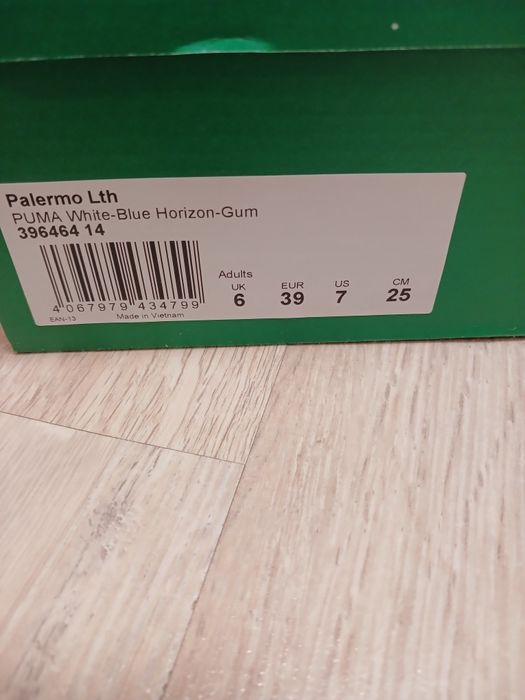 Palermo Lth
PUMA White-Blue Horizon-Gum
396464 14
Adults
UK EUR US CM
6 39 7 25
4 067979 434799
EAN-13 Made in Vietnam